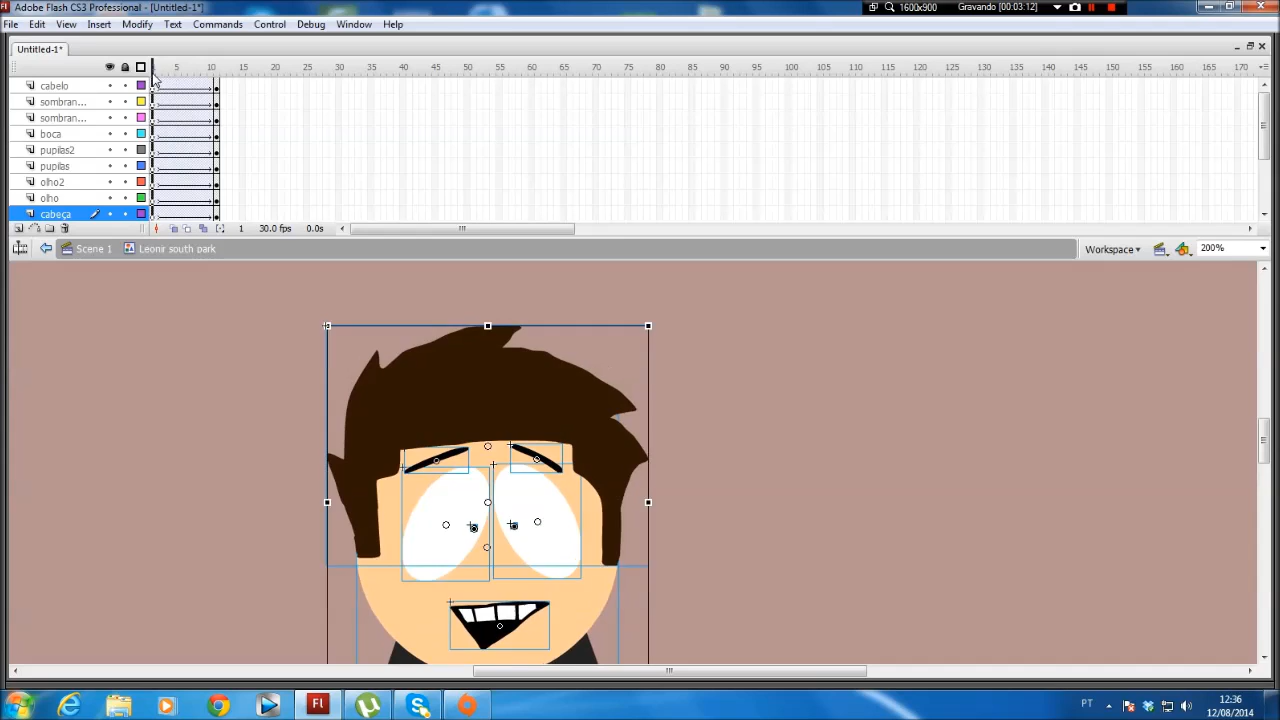 Adobe Flash CS3 Professional - [Untitled-1*]
1600x900
Gravando [00:03:12]
File Edit View Insert Modify Text Commands Control Debug Window Help
Untitled-1*
5 10 15 20 25 30 35 40 45 50 55 60 65 70 75 80 85 90 95 100 105 110 115 120 125 130 135 140 145 150 155 160 165 170
cabelo
sombran...
sombran...
boca
pupilas2
pupilas
olho2
olho
cabeça
1 30.0 fps 0.0s
Scene 1 Leonir south park Workspace 200%
PT 12:36
12/08/2014